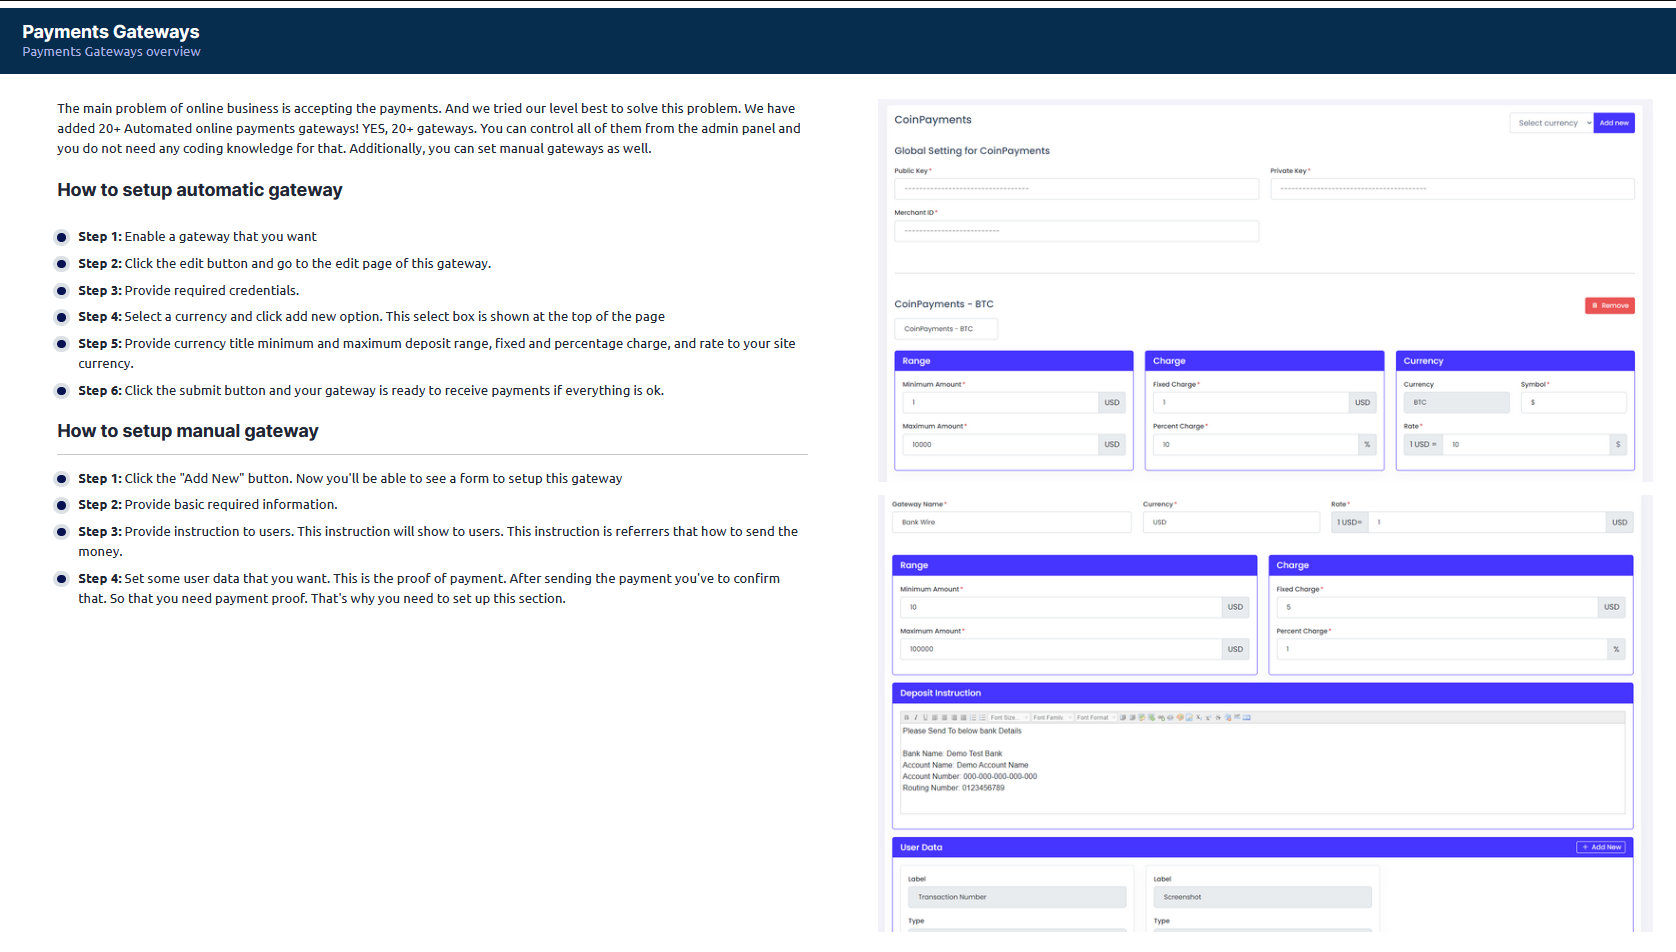 Payments Gateways
Payments Gateways overview
The main problem of online business is accepting the payments. And we tried our level best to solve this problem. We have
added 20+ Automated online payments gateways! YES, 20+ gateways. You can control all of them from the admin panel and
you do not need any coding knowledge for that. Additionally, you can set manual gateways as well.
How to setup automatic gateway
Step 1: Enable a gateway that you want
Step 2: Click the edit button and go to the edit page of this gateway.
Step 3: Provide required credentials.
Step 4: Select a currency and click add new option. This select box is shown at the top of the page
Step 5: Provide currency title minimum and maximum deposit range, fixed and percentage charge, and rate to your site
currency.
Step 6: Click the submit button and your gateway is ready to receive payments if everything is ok.
How to setup manual gateway
Step 1: Click the "Add New" button. Now you'll be able to see a form to setup this gateway
Step 2: Provide basic required information.
Step 3: Provide instruction to users. This instruction will show to users. This instruction is referrers that how to send the
money.
Step 4: Set some user data that you want. This is the proof of payment. After sending the payment you've to confirm
that. So that you need payment proof. That's why you need to set up this section.
CoinPayments
Select currency Add new
Global Setting for CoinPayments
Public Key* Private Key*
Merchant ID*
CoinPayments - BTC
Remove
CoinPayments - BTC
Range Charge Currency
Minimum Amount* Fixed Charge* Currency Symbol*
1 USD 1 USD BTC $
Maximum Amount* Percent Charge* Rate*
10000 USD 10 % 1 USD = 10 $
Gateway Name* Currency* Rate*
Bank Wire USD 1 USD= 1 USD
Range Charge
Minimum Amount* Fixed Charge*
10 USD 5 USD
Maximum Amount* Percent Charge*
100000 USD 1 %
Deposit Instruction
B I U Font Size... Font Family. Font Format
Please Send To below bank Details
Bank Name: Demo Test Bank
Account Name: Demo Account Name
Account Number: 000-000-000-000-000
Routing Number: 0123456789
User Data + Add New
Label Label
Transaction Number Screenshot
Type Type